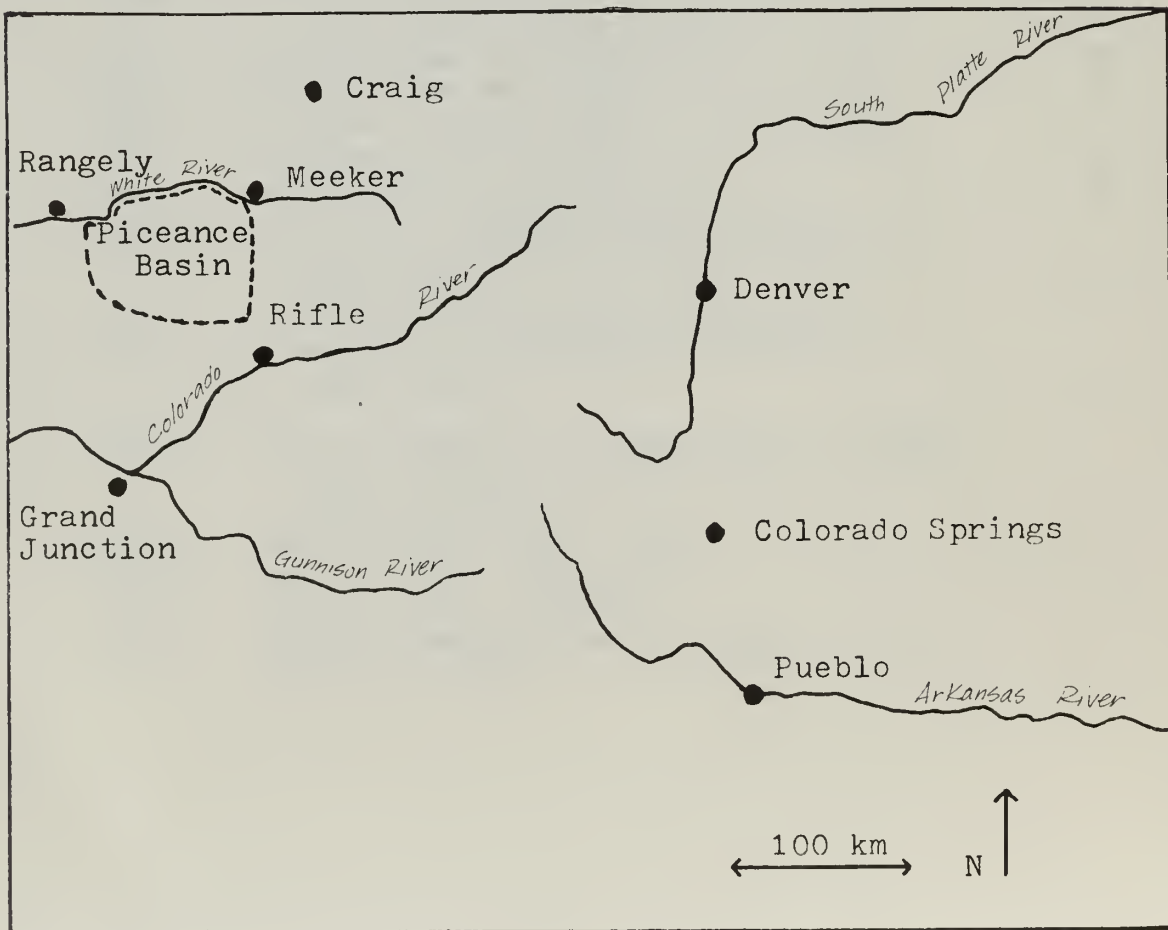 Craig
South Platte River
Rangely
White River
Meeker
Piceance
Basin
Rifle
Colorado River
Denver
Grand
Junction
Gunnison River
Colorado Springs
Pueblo
Arkansas River
100 km
N